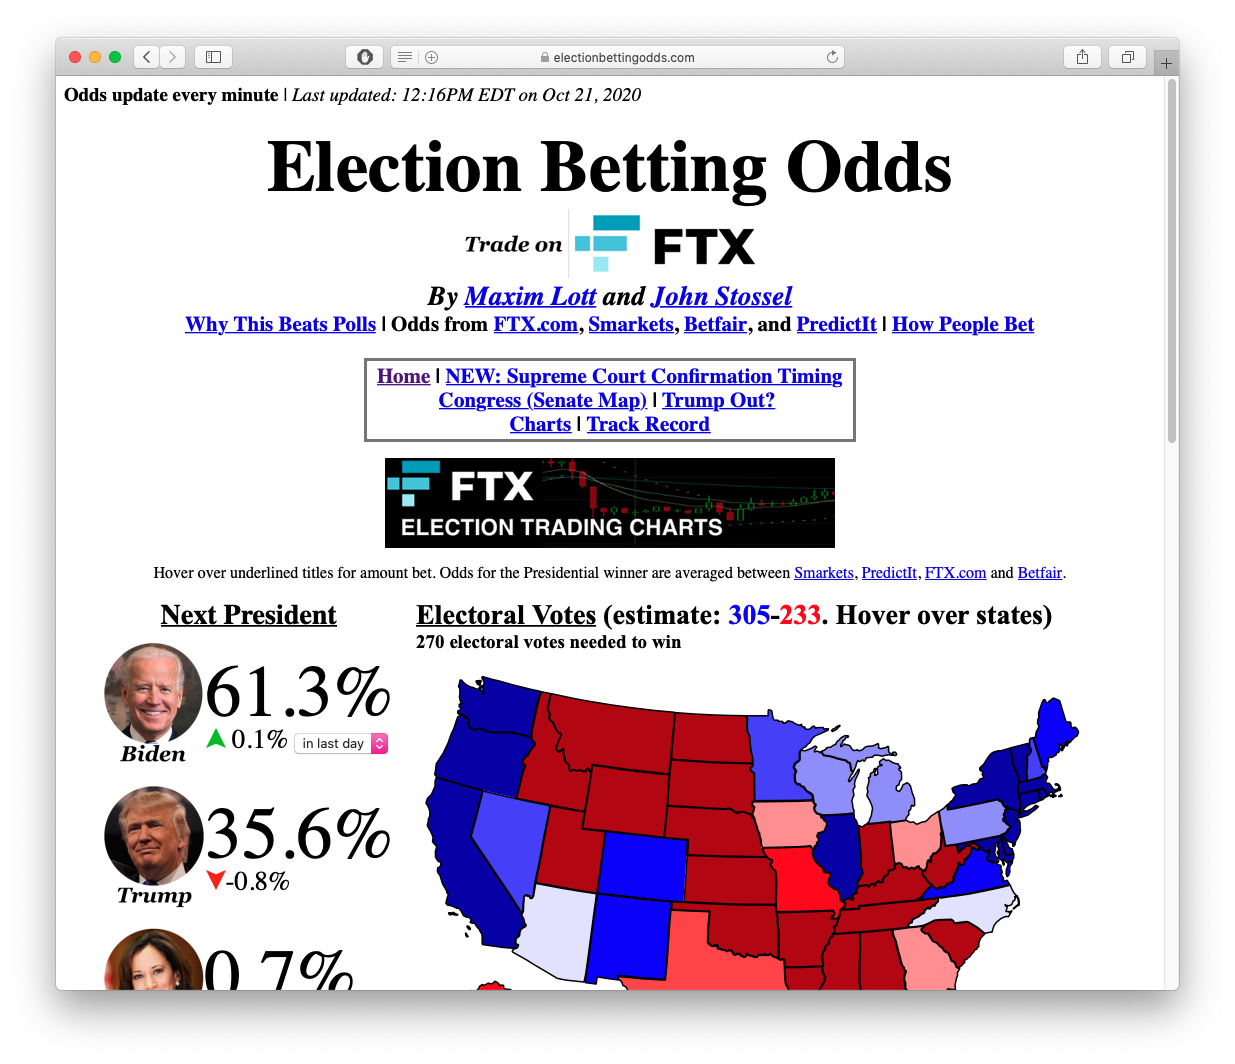 electionbettingodds.com
Odds update every minute | Last updated: 12:16PM EDT on Oct 21, 2020
Election Betting Odds
Trade on FTX
By Maxim Lott and John Stossel
Why This Beats Polls | Odds from FTX.com, Smarkets, Betfair, and PredictIt | How People Bet
Home | NEW: Supreme Court Confirmation Timing
Congress (Senate Map) | Trump Out?
Charts | Track Record
FTX
ELECTION TRADING CHARTS
Hover over underlined titles for amount bet. Odds for the Presidential winner are averaged between Smarkets, PredictIt, FTX.com and Betfair.
Next President
61.3%
0.1% in last day
Biden
35.6%
-0.8%
Trump
0.7%
Electoral Votes (estimate: 305-233. Hover over states)
270 electoral votes needed to win